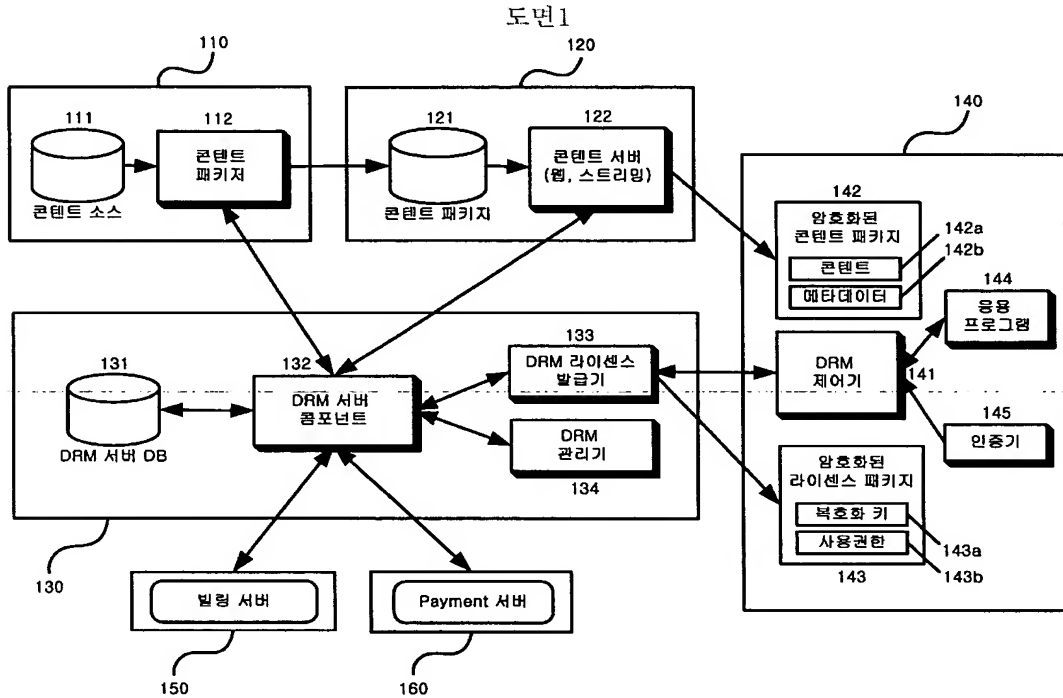 도면1
110
120
111
112
콘텐트
패키저
콘텐트 소스
121
122
콘텐트 서버
(웹, 스트리밍)
콘텐트 패키지
140
142
암호화된
콘텐트 패키지
142a
콘텐트
142b
메타데이터
144
응용
프로그램
DRM
제어기
141
145
인증기
암호화된
라이센스 패키지
복호화 키
사용권한
143a
143b
143
131
DRM 서버 DB
132
DRM 서버
콤포넌트
133
DRM 라이센스
발급기
DRM
관리기
134
130
빌링 서버
Payment 서버
150
160